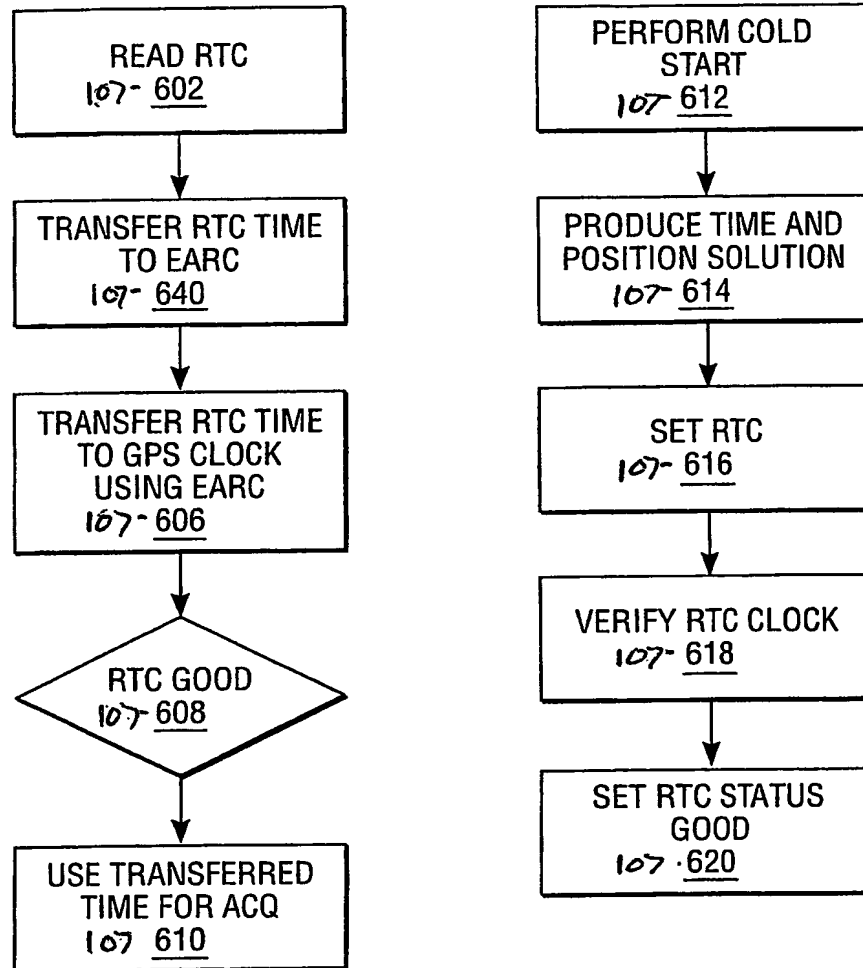 READ RTC
107- 602
TRANSFER RTC TIME
TO EARC
107- 640
TRANSFER RTC TIME
TO GPS CLOCK
USING EARC
107- 606
RTC GOOD
107 608
USE TRANSFERRED
TIME FOR ACQ
107 610
PERFORM COLD
START
107 612
PRODUCE TIME AND
POSITION SOLUTION
107- 614
SET RTC
107- 616
VERIFY RTC CLOCK
107- 618
SET RTC STATUS
GOOD
107 · 620